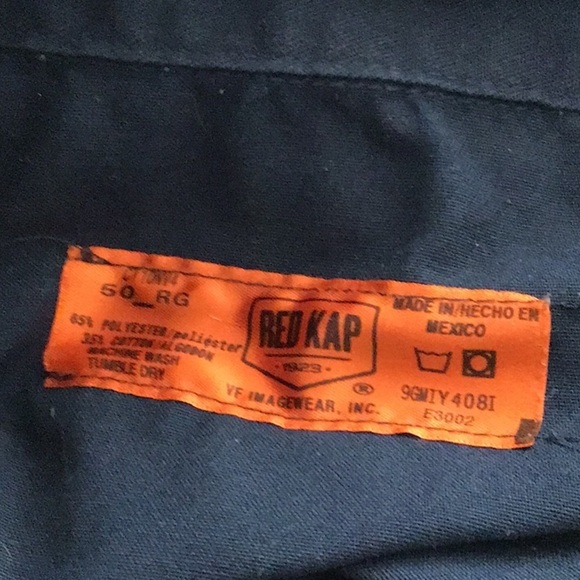 50_RG
65% POLYESTER/poliéster
35% COTTON/ALGODON
MACHINE WASH
TUMBLE DRY
RED KAP
-1923-
®
VF IMAGEWEAR, INC.
MADE IN/HECHO EN
MEXICO
9GMIY408I
E3002